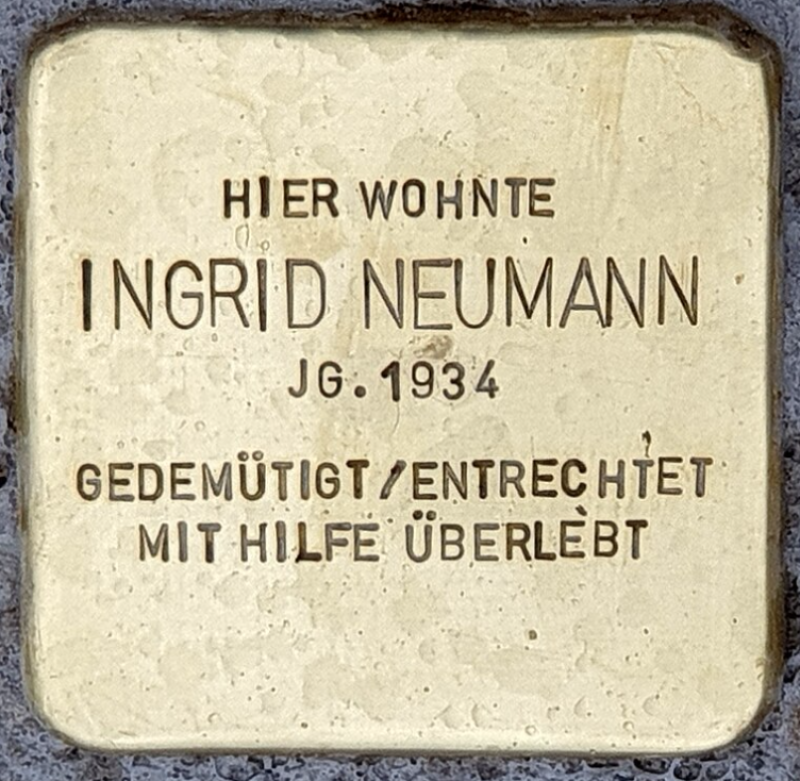 HIER WOHNTE
INGRID NEUMANN
JG. 1934
GEDEMÜTIGT/ENTRECHTET
MIT HILFE ÜBERLEBT